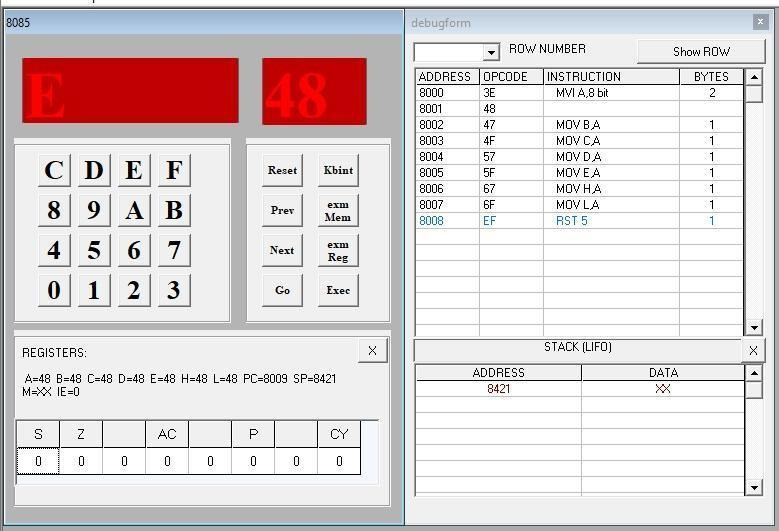 8085
E 48
C D E F
8 9 A B
4 5 6 7
0 1 2 3
Reset Kbint
Prev exm Mem
Next exm Reg
Go Exec
REGISTERS: X
A=48 B=48 C=48 D=48 E=48 H=48 L=48 PC=8009 SP=8421
M=XX IE=0
S Z AC P CY
0 0 0 0 0 0 0 0
debugform x
ROW NUMBER Show ROW
ADDRESS OPCODE INSTRUCTION BYTES
8000 3E MVI A,8 bit 2
8001 48
8002 47 MOV B,A 1
8003 4F MOV C,A 1
8004 57 MOV D,A 1
8005 5F MOV E,A 1
8006 67 MOV H,A 1
8007 6F MOV L,A 1
8008 EF RST 5 1
STACK (LIFO) X
ADDRESS DATA
8421 XX